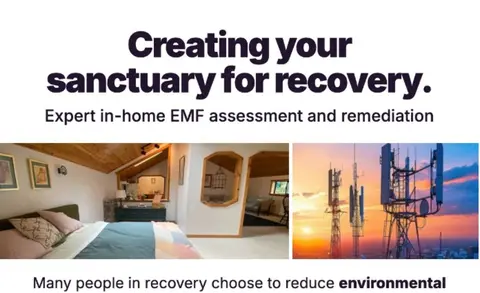 Creating your
sanctuary for recovery.
Expert in-home EMF assessment and remediation
Many people in recovery choose to reduce environmental